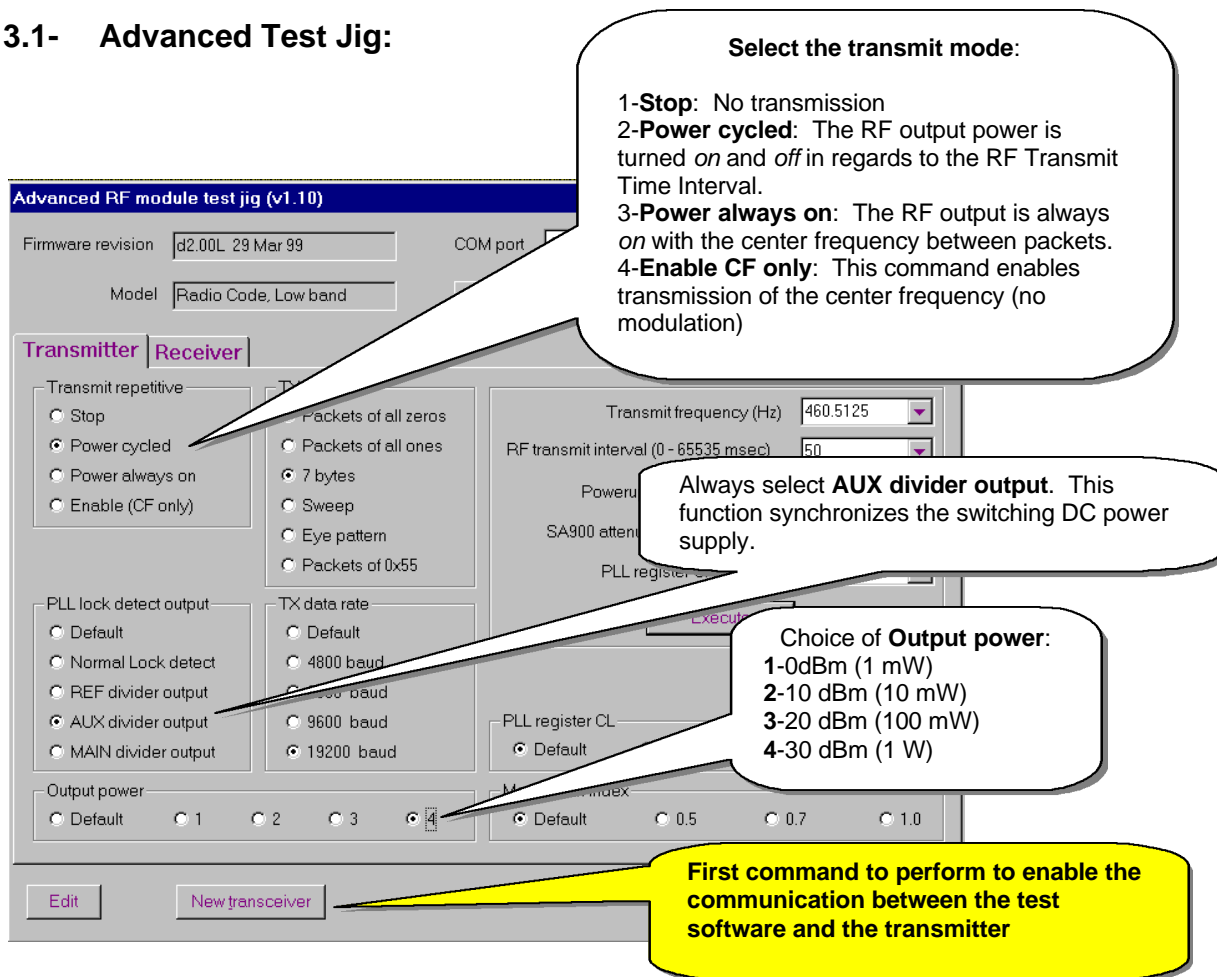 3.1- Advanced Test Jig:
Select the transmit mode:
1-Stop: No transmission
2-Power cycled: The RF output power is
turned on and off in regards to the RF Transmit
Time Interval.
3-Power always on: The RF output is always
on with the center frequency between packets.
4-Enable CF only: This command enables
transmission of the center frequency (no
modulation)
Advanced RF module test jig (v1.10)
Firmware revision d2.00L 29 Mar 99
COM port
Model Radio Code, Low band
Transmitter Receiver
Transmit repetitive
Stop
Power cycled
Power always on
Enable (CF only)
Packets of all zeros
Packets of all ones
7 bytes
Sweep
Eye pattern
Packets of 0x55
Transmit frequency (Hz) 460.5125
RF transmit interval (0 - 65535 msec) 50
SA900
PLL register
Execute
Always select AUX divider output. This
function synchronizes the switching DC power
supply.
PLL lock detect output
Default
Normal Lock detect
REF divider output
AUX divider output
MAIN divider output
TX data rate
Default
4800 baud
baud
9600 baud
19200 baud
Choice of Output power:
1-0dBm (1 mW)
2-10 dBm (10 mW)
3-20 dBm (100 mW)
4-30 dBm (1 W)
PLL register CL
Default
Output power
Default 1 2 3 4
index
Default 0.5 0.7 1.0
Edit
New transceiver
First command to perform to enable the
communication between the test
software and the transmitter